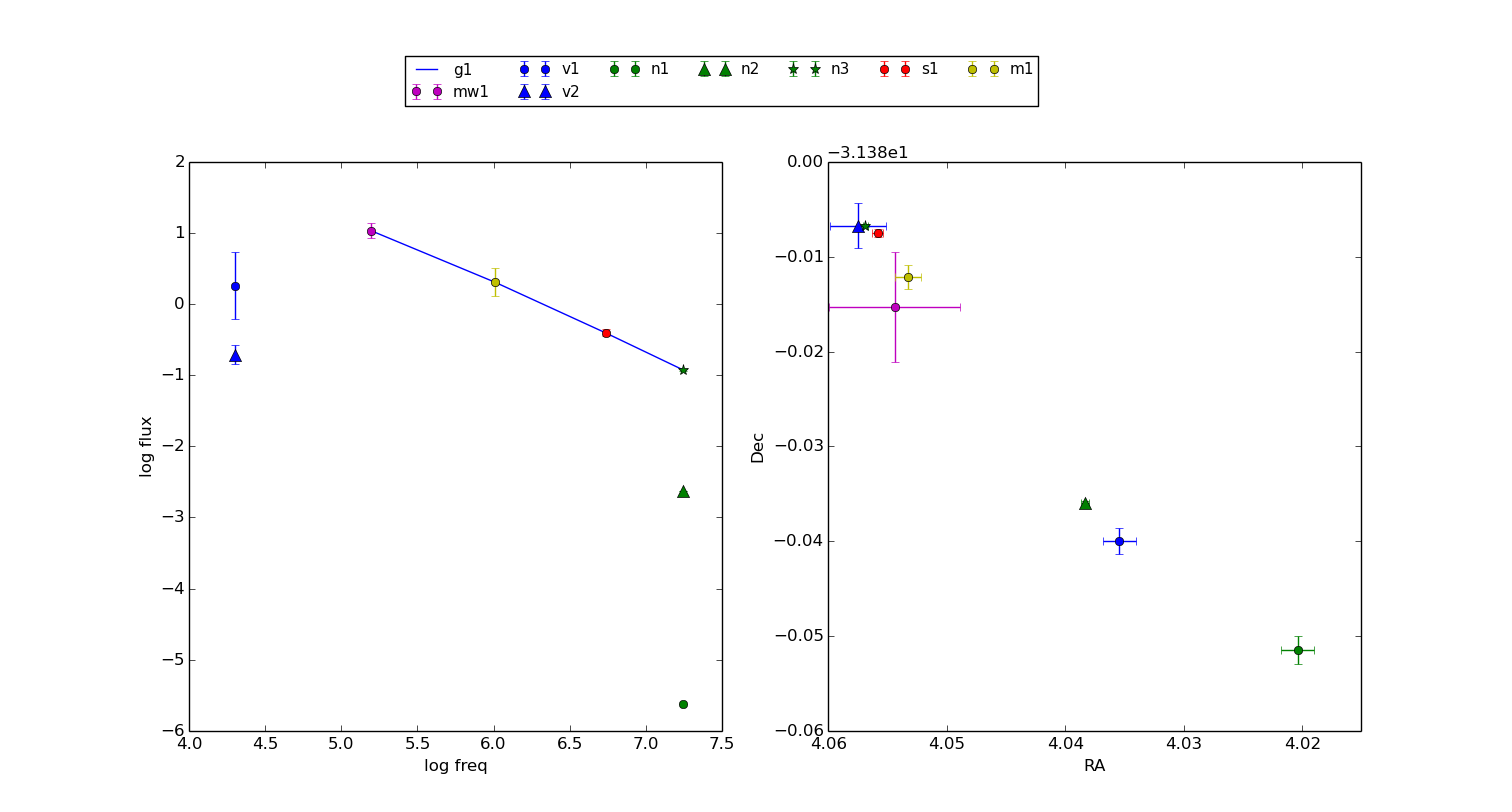 g1 v1 n1 n2 n3 s1 m1
mw1 v2
2
1
0
−1
−2
−3
−4
−5
−6
4.0 4.5 5.0 5.5 6.0 6.5 7.0 7.5
log freq
log flux
−3.138e1
0.00
−0.01
−0.02
−0.03
−0.04
−0.05
−0.06
4.06 4.05 4.04 4.03 4.02
RA
Dec